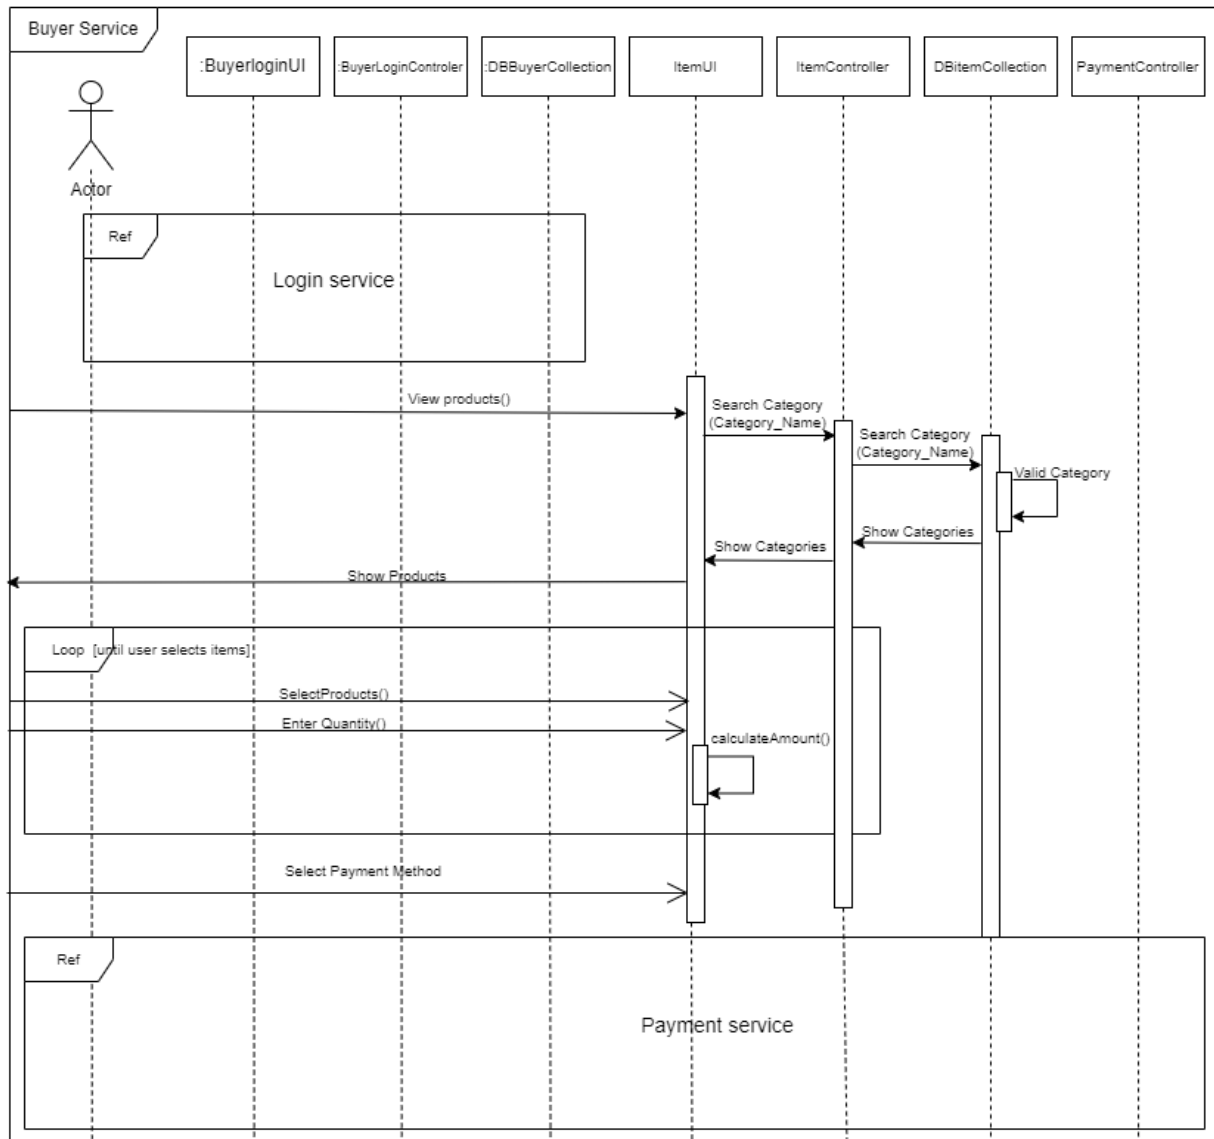 Buyer Service
:BuyerloginUI
:BuyerLoginControler
:DBBuyerCollection
ItemUI
ItemController
DBitemCollection
PaymentController
Actor
Ref
Login service
View products()
Search Category
(Category_Name)
Search Category
(Category_Name)
Valid Category
Show Categories
Show Categories
Show Products
Loop [until user selects items]
SelectProducts()
Enter Quantity()
calculateAmount()
Select Payment Method
Ref
Payment service